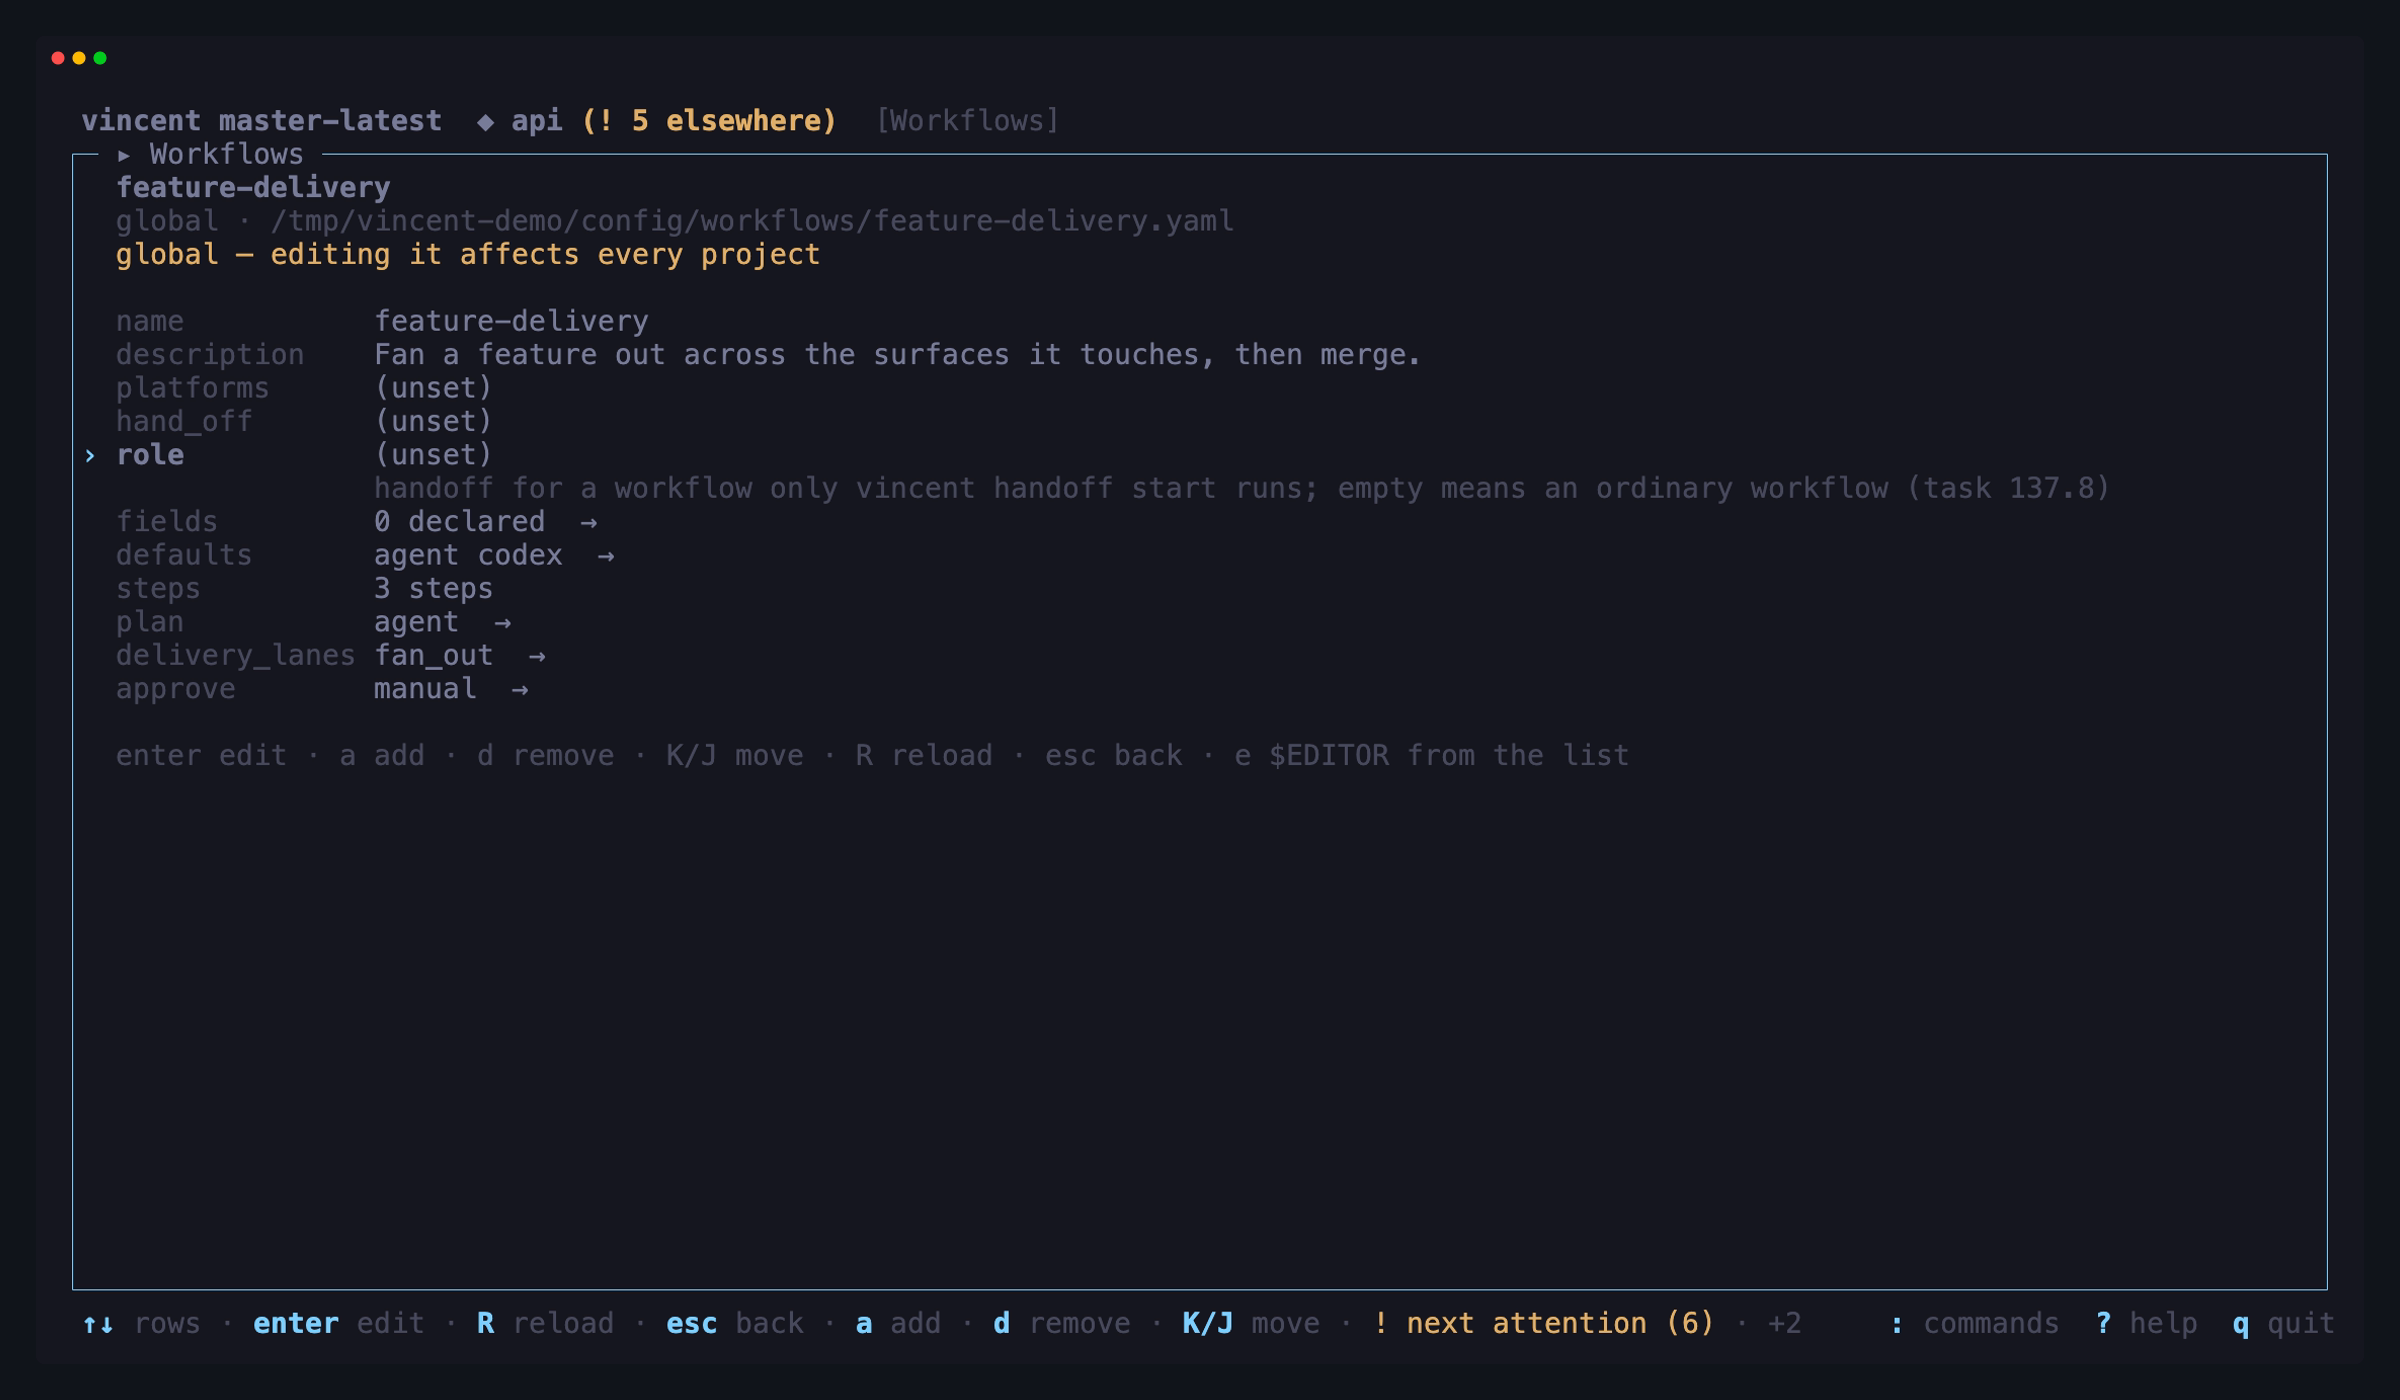 vincent master-latest  ◆ api (! 5 elsewhere)  [Workflows]
▸ Workflows
feature-delivery
global · /tmp/vincent-demo/config/workflows/feature-delivery.yaml
global — editing it affects every project
name feature-delivery
description Fan a feature out across the surfaces it touches, then merge.
platforms (unset)
hand_off (unset)
› role (unset)
handoff for a workflow only vincent handoff start runs; empty means an ordinary workflow (task 137.8)
fields 0 declared →
defaults agent codex →
steps 3 steps
plan agent →
delivery_lanes fan_out →
approve manual →
enter edit · a add · d remove · K/J move · R reload · esc back · e $EDITOR from the list
↑↓ rows · enter edit · R reload · esc back · a add · d remove · K/J move · ! next attention (6) · +2 : commands ? help q quit